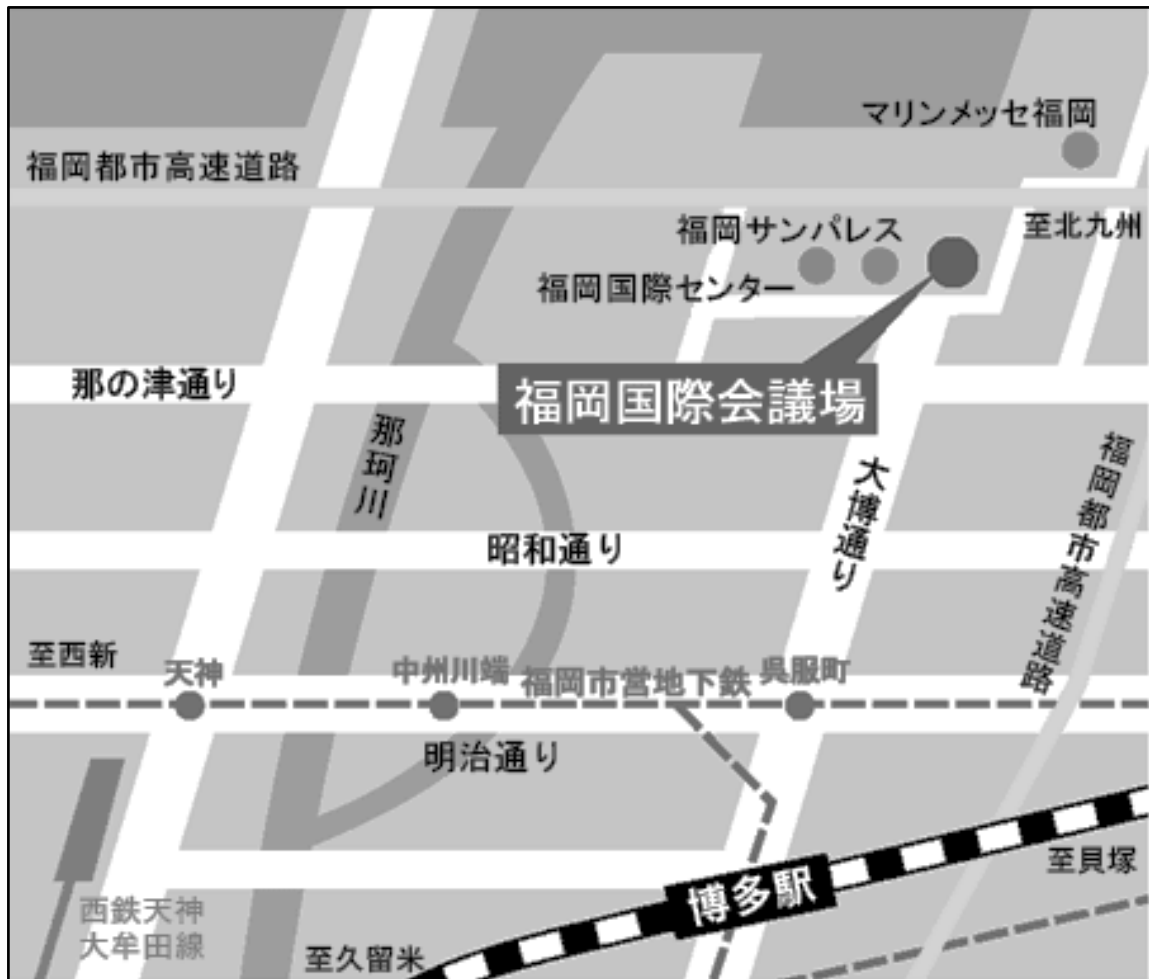 マリンメッセ福岡
福岡都市高速道路
至北九州
福岡サンパレス
福岡国際センター
那の津通り
福岡国際会議場
那珂川
大博通り
福岡都市高速道路
昭和通り
至西新
天神
中州川端
福岡市営地下鉄
呉服町
明治通り
至貝塚
博多駅
西鉄天神
大牟田線
至久留米